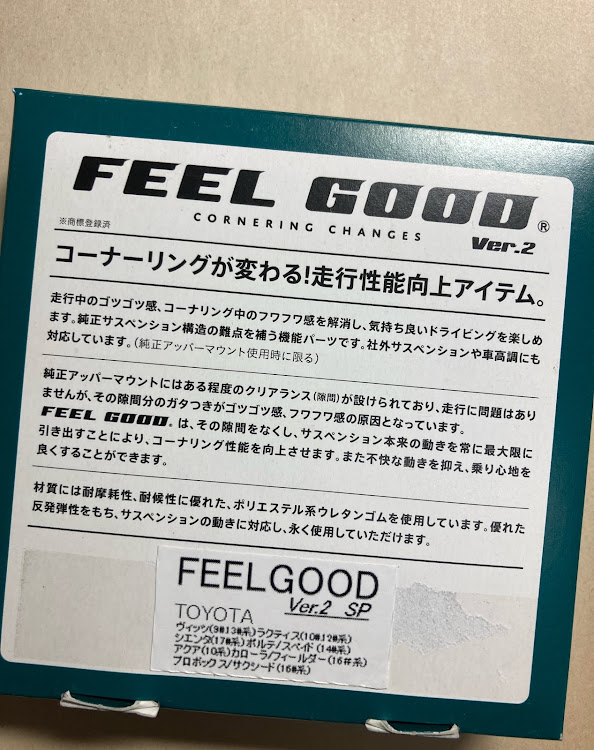 FEEL GOOD®
CORNERING CHANGES
※商標登録済
Ver.2
コーナーリングが変わる!走行性能向上アイテム。
走行中のゴツゴツ感、コーナリング中のフワフワ感を解消し、気持ち良いドライビングを楽しめ
ます。純正サスペンション構造の難点を補う機能パーツです。社外サスペンションや車高調にも
対応しています。(純正アッパーマウント使用時に限る)
純正アッパーマウントにはある程度のクリアランス(隙間)が設けられており、走行に問題はあり
ませんが、その隙間分のガタつきがゴツゴツ感、フワフワ感の原因となっています。
FEEL GOOD®は、その隙間をなくし、サスペンション本来の動きを常に最大限に
引き出すことにより、コーナリング性能を向上させます。また不快な動きを抑え、乗り心地を
良くすることができます。
材質には耐摩耗性、耐候性に優れた、ポリエステル系ウレタンゴムを使用しています。優れた
反発弾性をもち、サスペンションの動きに対応し、永く使用していただけます。
FEELGOOD
Ver.2 SP
TOYOTA
ヴィッツ(9#13#系)ラクティス(10#12#系)
シエンタ(17#系)ポルテ/スペイド(14#系)
アクア(10系)カローラ/フィールダー(16#系)
プロボックス/サクシード(16#系)